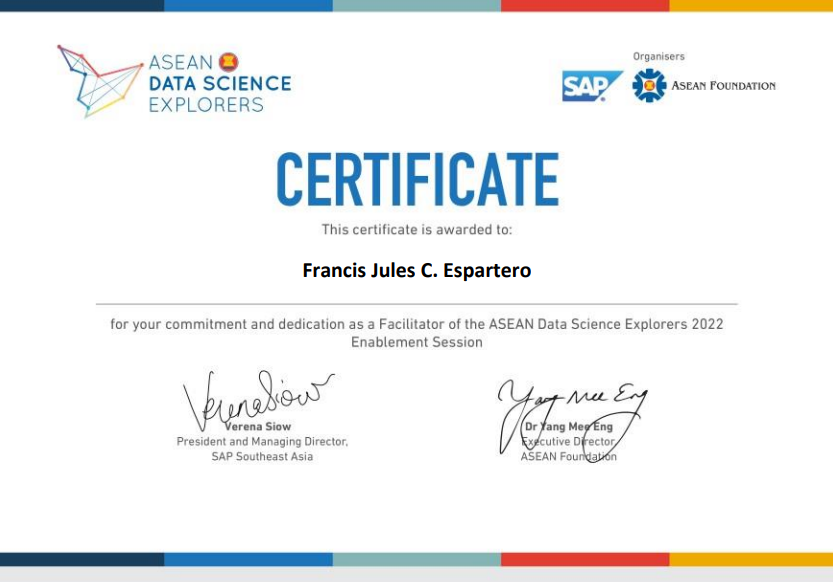 ASEAN
DATA SCIENCE
EXPLORERS
Organisers
SAP
ASEAN FOUNDATION
CERTIFICATE
This certificate is awarded to:
Francis Jules C. Espartero
for your commitment and dedication as a Facilitator of the ASEAN Data Science Explorers 2022
Enablement Session
Verena Siow
Verena Siow
President and Managing Director,
SAP Southeast Asia
Yang Mee Eng
Dr Yang Mee Eng
Executive Director
ASEAN Foundation